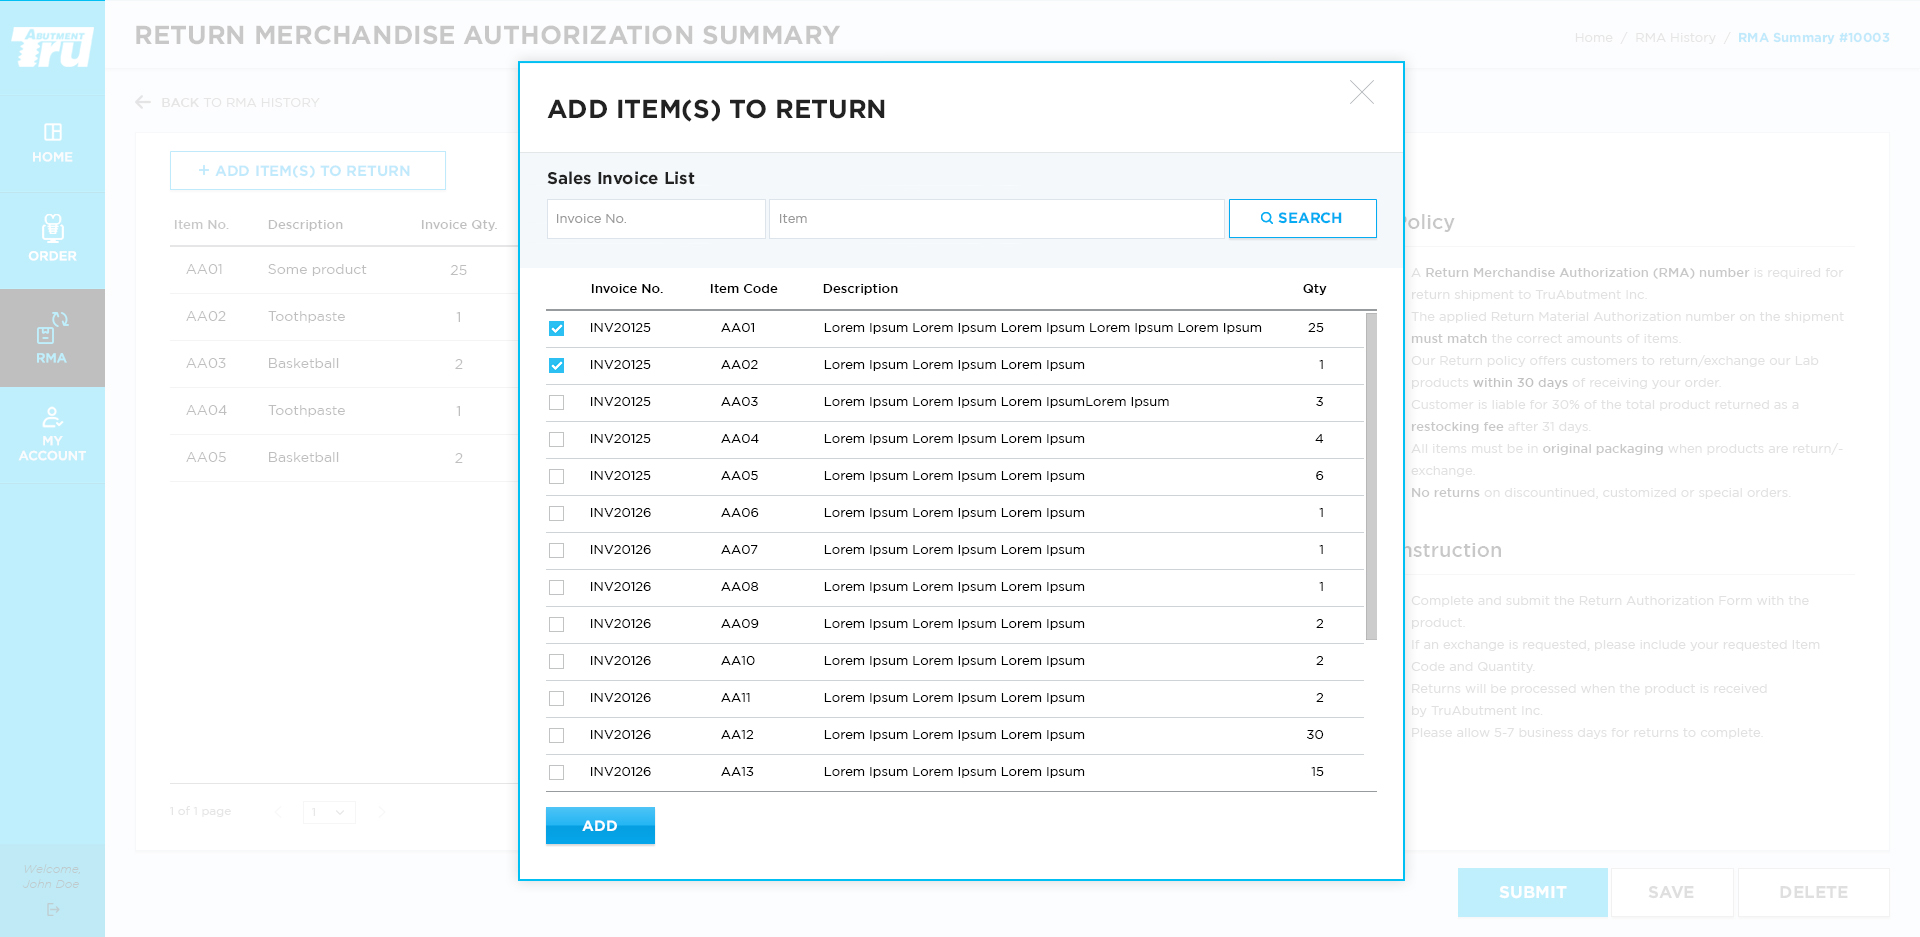 ABUTMENT
Tru
RETURN MERCHANDISE AUTHORIZATION SUMMARY
Home / RMA History / RMA Summary #10003
HOME
ORDER
RMA
MY
ACCOUNT
Welcome,
John Doe
BACK TO RMA HISTORY
+ ADD ITEM(S) TO RETURN
Item No. Description Invoice Qty.
AA01 Some product 25
AA02 Toothpaste 1
AA03 Basketball 2
AA04 Toothpaste 1
AA05 Basketball 2
1 of 1 page 1
ADD ITEM(S) TO RETURN
Sales Invoice List
Invoice No. Item SEARCH
Invoice No. Item Code Description Qty
INV20125 AA01 Lorem Ipsum Lorem Ipsum Lorem Ipsum Lorem Ipsum Lorem Ipsum 25
INV20125 AA02 Lorem Ipsum Lorem Ipsum Lorem Ipsum 1
INV20125 AA03 Lorem Ipsum Lorem Ipsum Lorem IpsumLorem Ipsum 3
INV20125 AA04 Lorem Ipsum Lorem Ipsum Lorem Ipsum 4
INV20125 AA05 Lorem Ipsum Lorem Ipsum Lorem Ipsum 6
INV20126 AA06 Lorem Ipsum Lorem Ipsum Lorem Ipsum 1
INV20126 AA07 Lorem Ipsum Lorem Ipsum Lorem Ipsum 1
INV20126 AA08 Lorem Ipsum Lorem Ipsum Lorem Ipsum 1
INV20126 AA09 Lorem Ipsum Lorem Ipsum Lorem Ipsum 2
INV20126 AA10 Lorem Ipsum Lorem Ipsum Lorem Ipsum 2
INV20126 AA11 Lorem Ipsum Lorem Ipsum Lorem Ipsum 2
INV20126 AA12 Lorem Ipsum Lorem Ipsum Lorem Ipsum 30
INV20126 AA13 Lorem Ipsum Lorem Ipsum Lorem Ipsum 15
ADD
olicy
A Return Merchandise Authorization (RMA) number is required for
return shipment to TruAbutment Inc.
The applied Return Material Authorization number on the shipment
must match the correct amounts of items.
Our Return policy offers customers to return/exchange our Lab
products within 30 days of receiving your order.
Customer is liable for 30% of the total product returned as a
restocking fee after 31 days.
All items must be in original packaging when products are return/-
exchange.
No returns on discountinued, customized or special orders.
nstruction
Complete and submit the Return Authorization Form with the
product.
If an exchange is requested, please include your requested Item
Code and Quantity.
Returns will be processed when the product is received
by TruAbutment Inc.
Please allow 5-7 business days for returns to complete.
SUBMIT SAVE DELETE